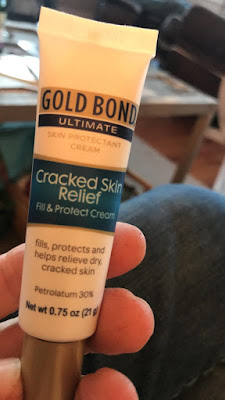 GOLD BOND
ULTIMATE
SKIN PROTECTANT
CREAM
Cracked Skin
Relief
Fill & Protect Cream
fills, protects and
helps relieve dry,
cracked skin
Petrolatum 30%
Net wt 0.75 oz (21 g)